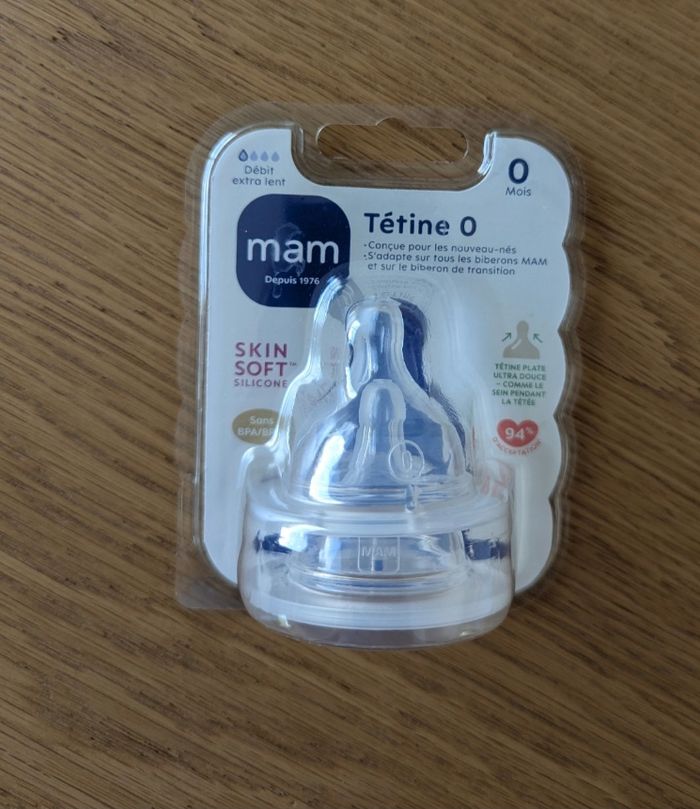 Débit
extra lent
0
Mois
mam
Depuis 1976
Tétine 0
•Conçue pour les nouveau-nés
•S'adapte sur tous les biberons MAM
et sur le biberon de transition
SKIN
SOFT™
SILICONE
Sans
TÉTINE PLATE
ULTRA DOUCE
– COMME LE
SEIN PENDANT
LA TÉTÉE
94%
D'ACCEPTATION
0
MAM